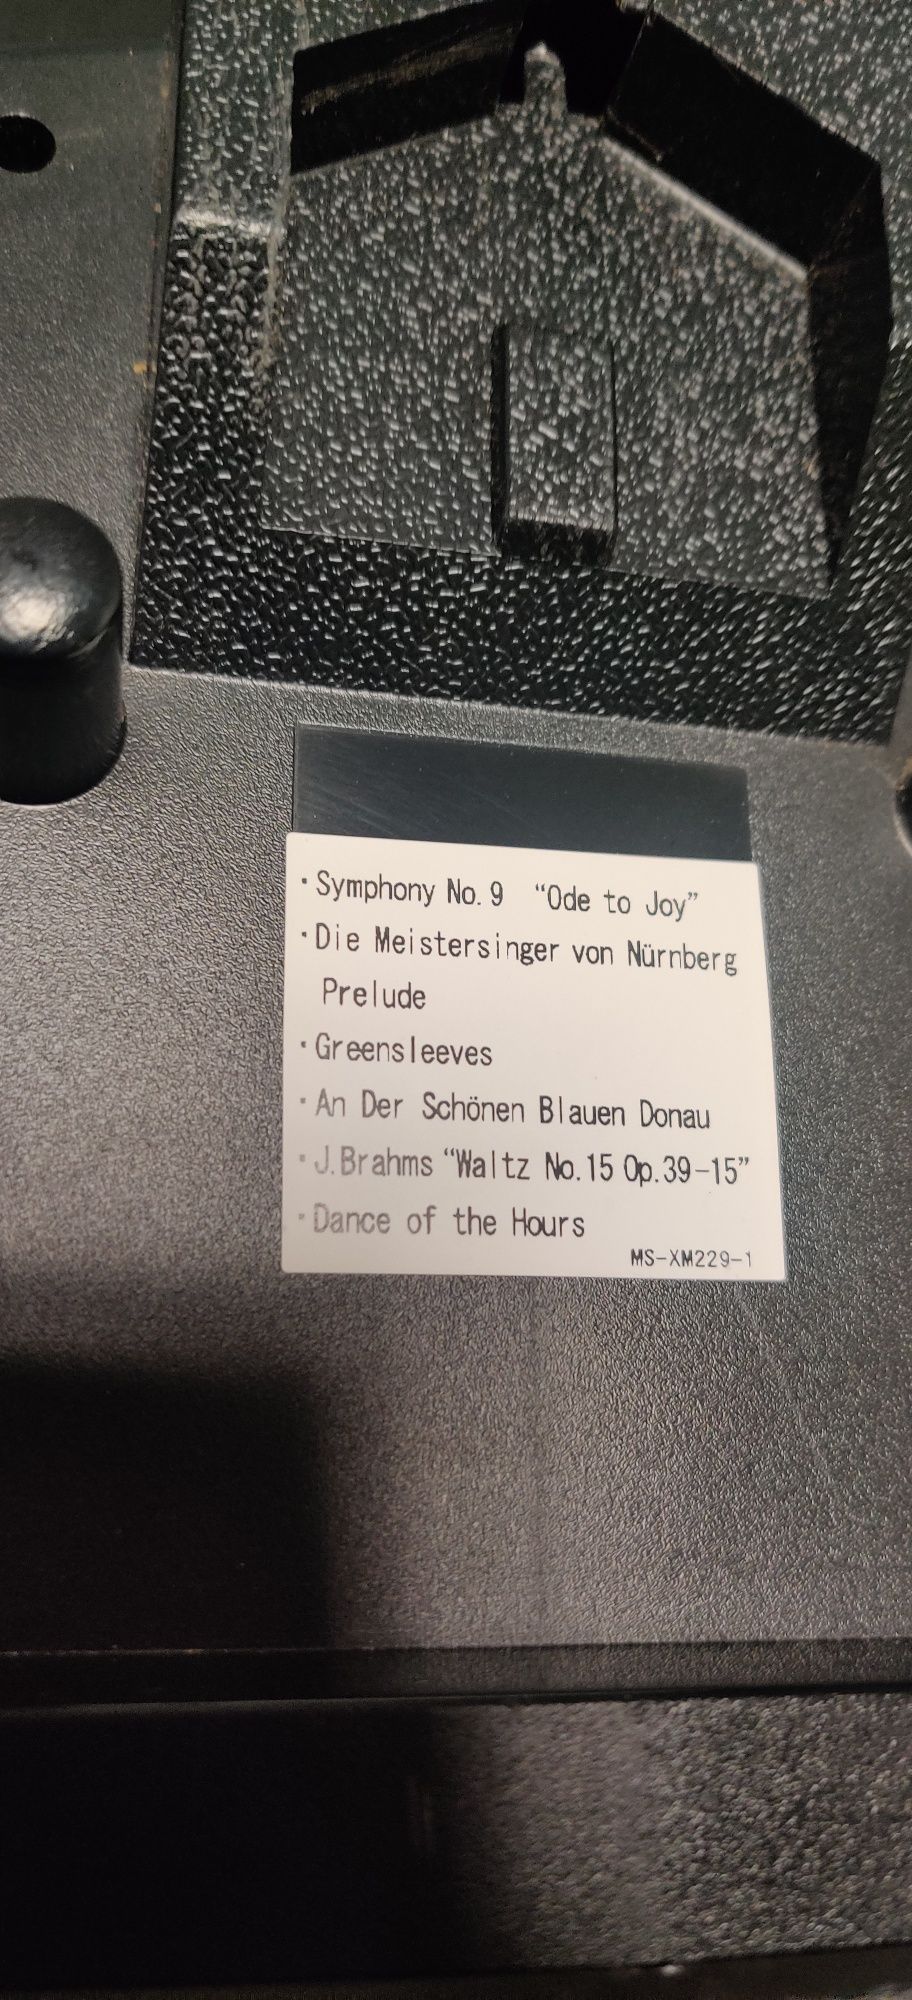 ・Symphony No. 9 “Ode to Joy”
・Die Meistersinger von Nürnberg
Prelude
・Greensleeves
・An Der Schönen Blauen Donau
・J.Brahms “Waltz No.15 Op.39-15”
・Dance of the Hours
MS-XM229-1